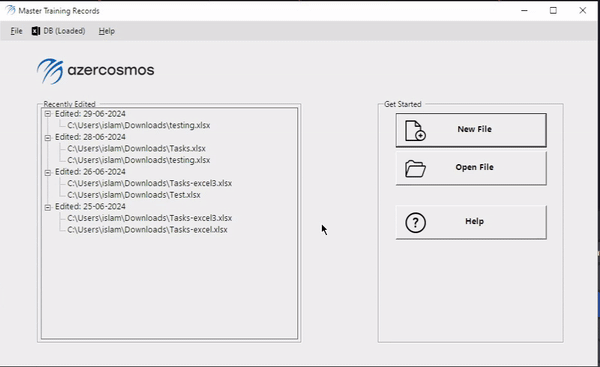 Master Training Records
File DB (Loaded) Help
azercosmos
Recently Edited
Edited: 29-06-2024
C:\Users\islam\Downloads\testing.xlsx
Edited: 28-06-2024
C:\Users\islam\Downloads\Tasks.xlsx
C:\Users\islam\Downloads\testing.xlsx
Edited: 26-06-2024
C:\Users\islam\Downloads\Tasks-excel3.xlsx
C:\Users\islam\Downloads\Test.xlsx
Edited: 25-06-2024
C:\Users\islam\Downloads\Tasks-excel3.xlsx
C:\Users\islam\Downloads\Tasks-excel.xlsx
Get Started
New File
Open File
Help